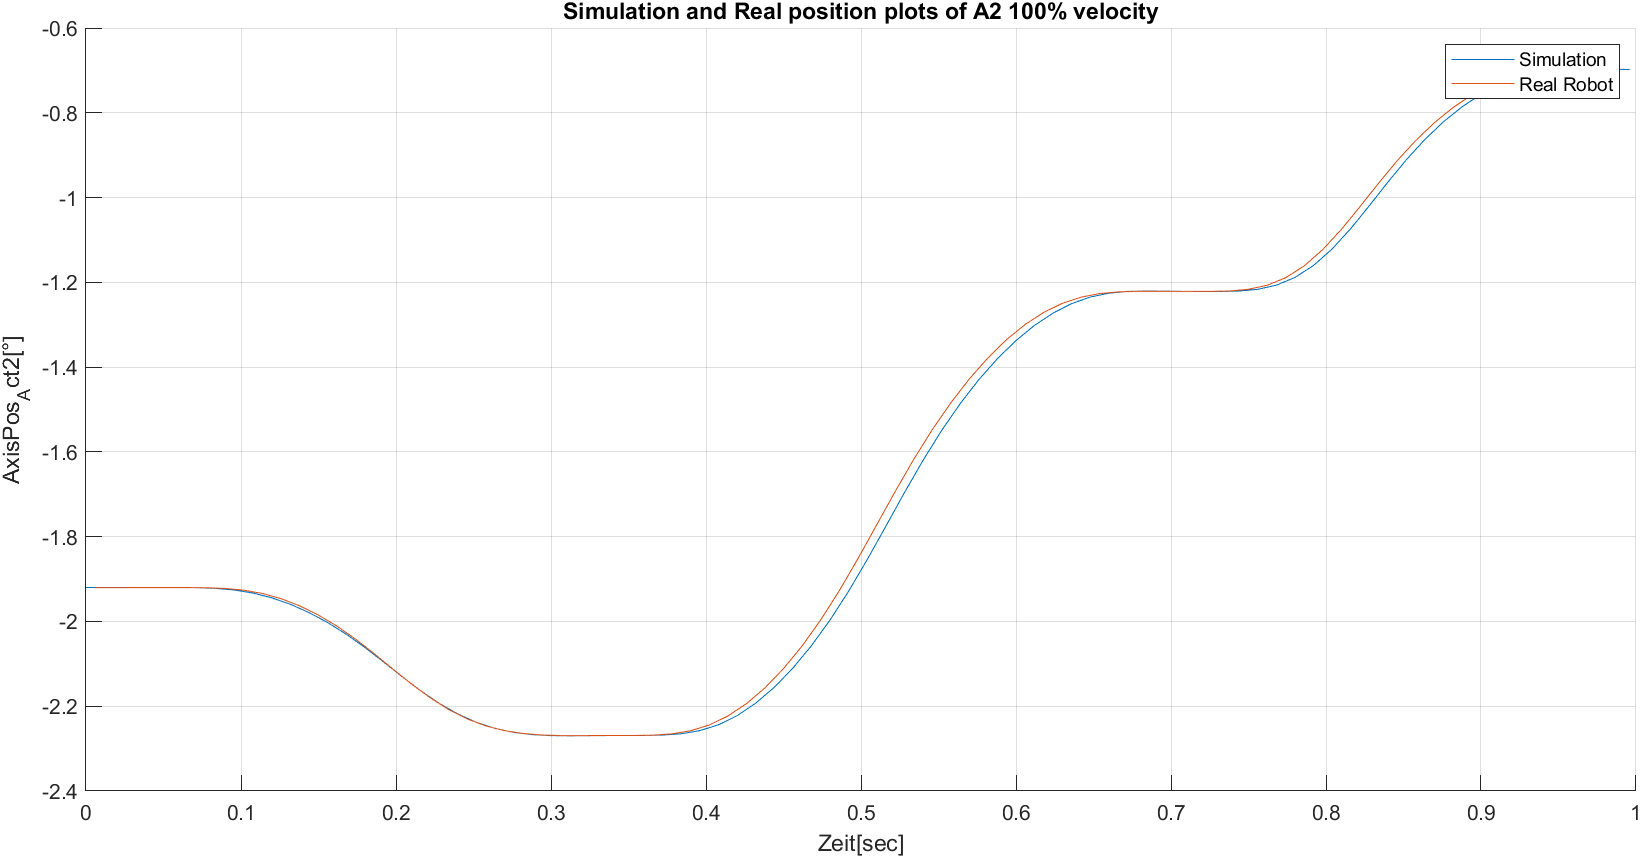 Simulation and Real position plots of A2 100% velocity
-0.6
-0.8
-1
-1.2
-1.4
-1.6
-1.8
-2
-2.2
-2.4
AxisPos_Act2[°]
Simulation
Real Robot
0 0.1 0.2 0.3 0.4 0.5 0.6 0.7 0.8 0.9 1
Zeit[sec]